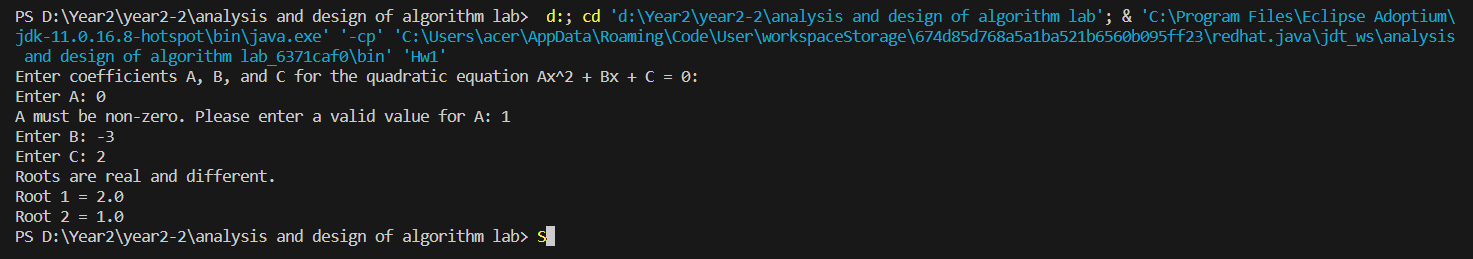 PS D:\Year2\year2-2\analysis and design of algorithm lab>  d:; cd 'd:\Year2\year2-2\analysis and design of algorithm lab'; & 'C:\Program Files\Eclipse Adoptium\
jdk-11.0.16.8-hotspot\bin\java.exe' '-cp' 'C:\Users\acer\AppData\Roaming\Code\User\workspaceStorage\674d85d768a5a1ba521b6560b095ff23\redhat.java\jdt_ws\analysis
 and design of algorithm lab_6371caf0\bin' 'Hw1'
Enter coefficients A, B, and C for the quadratic equation Ax^2 + Bx + C = 0:
Enter A: 0
A must be non-zero. Please enter a valid value for A: 1
Enter B: -3
Enter C: 2
Roots are real and different.
Root 1 = 2.0
Root 2 = 1.0
PS D:\Year2\year2-2\analysis and design of algorithm lab> S